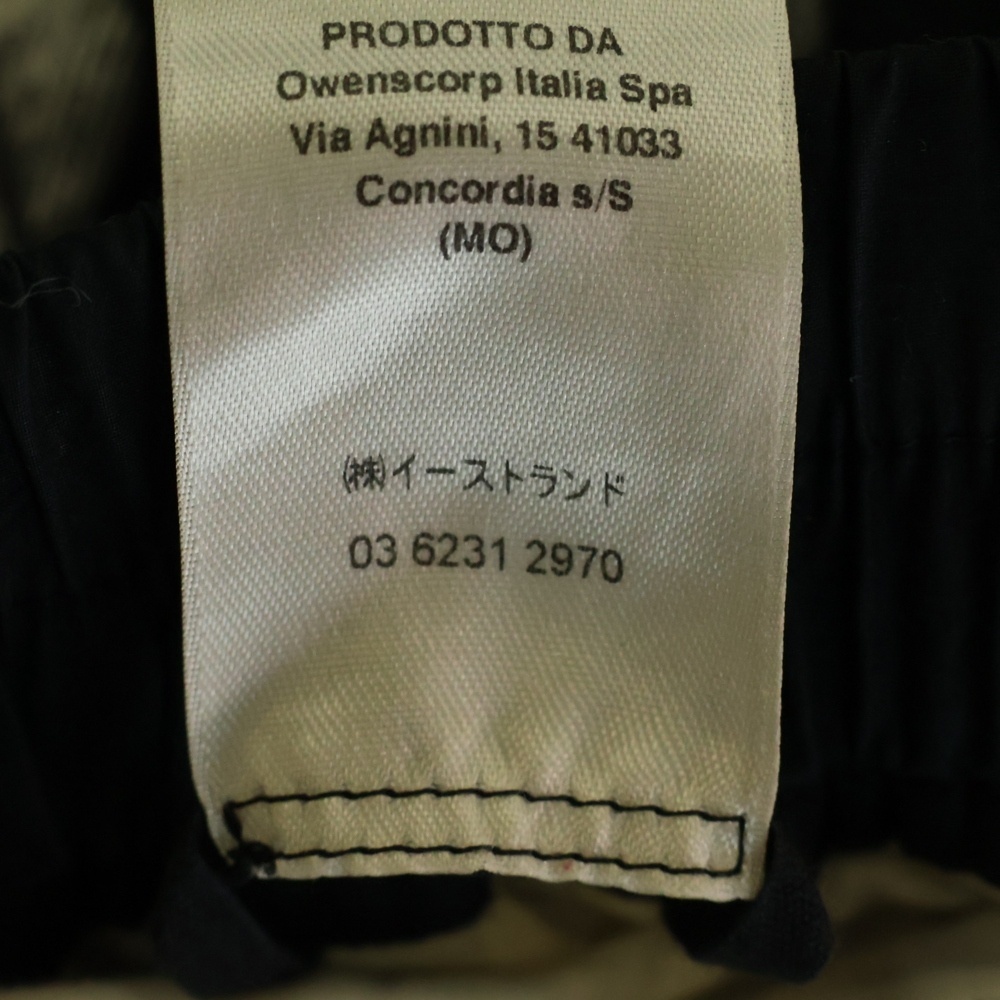 PRODOTTO DA
Owenscorp Italia Spa
Via Agnini, 15 41033
Concordia s/S
(MO)
(株)イーストランド
03 6231 2970